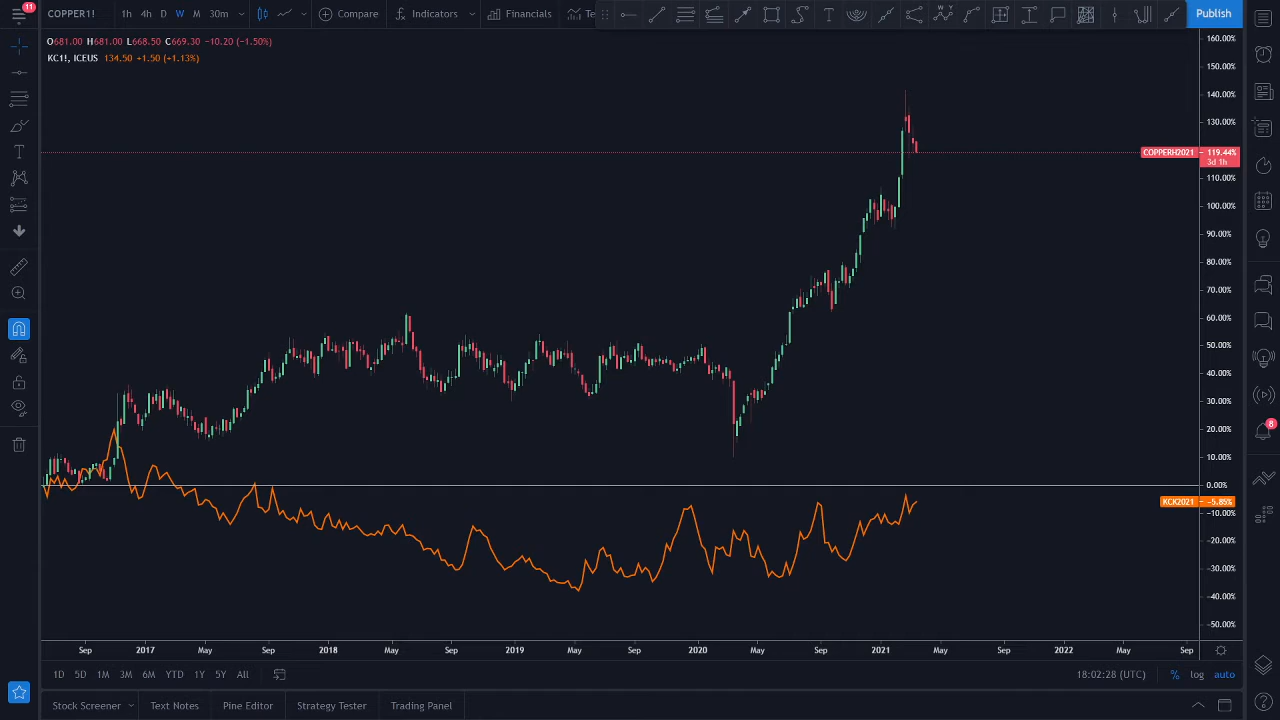 11 COPPER1! 1h 4h D W M 30m Compare Indicators Financials Te T Publish
O681.00 H681.00 L668.50 C669.30 −10.20 (−1.50%)
KC1!, ICEUS 134.50 +1.50 (+1.13%)
160.00%
150.00%
140.00%
130.00%
COPPERH2021 119.44%
3d 1h
110.00%
100.00%
90.00%
80.00%
70.00%
60.00%
50.00%
40.00%
30.00%
20.00%
10.00%
0.00%
KCK2021 −5.85%
−10.00%
−20.00%
−30.00%
−40.00%
−50.00%
8
Sep 2017 May Sep 2018 May Sep 2019 May Sep 2020 May Sep 2021 May Sep 2022 May Sep
1D 5D 1M 3M 6M YTD 1Y 5Y All 18:02:28 (UTC) % log auto
Stock Screener Text Notes Pine Editor Strategy Tester Trading Panel